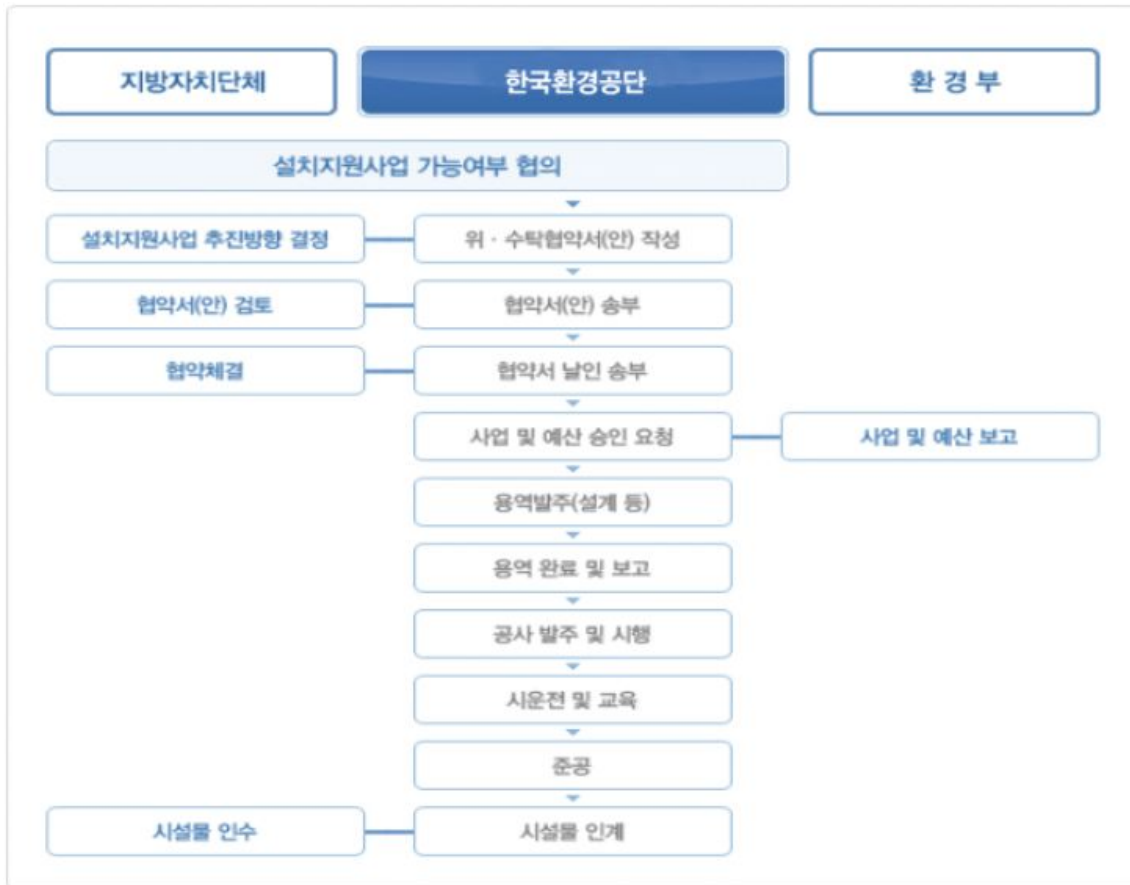 지방자치단체
한국환경공단
환 경 부
설치지원사업 가능여부 협의
설치지원사업 추진방향 결정
위 · 수탁협약서(안) 작성
협약서(안) 검토
협약서(안) 송부
협약체결
협약서 날인 송부
사업 및 예산 승인 요청
사업 및 예산 보고
용역발주(설계 등)
용역 완료 및 보고
공사 발주 및 시행
시운전 및 교육
준공
시설물 인수
시설물 인계